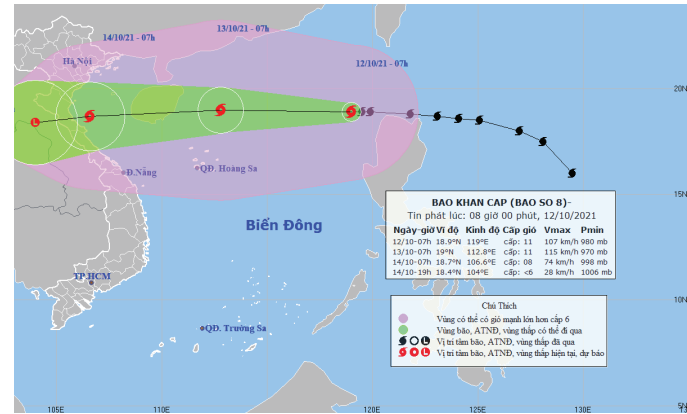 13/10/21 - 07h
14/10/21 - 07h
Hà Nội
12/10/21 - 07h
20°N
Đ.Nẵng
QĐ. Hoàng Sa
15°N
Biển Đông
BAO KHAN CAP (BAO SO 8)-
Tin phát lúc: 08 giờ 00 phút, 12/10/2021
Ngày-giờ Vĩ độ Kinh độ Cấp gió Vmax Pmin
12/10-07h 18.9°N 119°E cấp: 11 107 km/h 980 mb
13/10-07h 19°N 112.8°E cấp: 11 115 km/h 970 mb
14/10-07h 18.7°N 106.6°E cấp: 08 74 km/h 998 mb
14/10-19h 18.4°N 104°E cấp: <6 28 km/h 1006 mb
TP.HCM
10°N
Chú Thích
Vùng có thể có gió mạnh lớn hơn cấp 6
Vùng bão, ATNĐ, vùng thấp có thể đi qua
Vị trí tâm bão, ATNĐ, vùng thấp đã qua
Vị trí tâm bão, ATNĐ, vùng thấp hiện tại, dự báo
QĐ. Trường Sa
5°N
105E 110E 120E 125E 130E